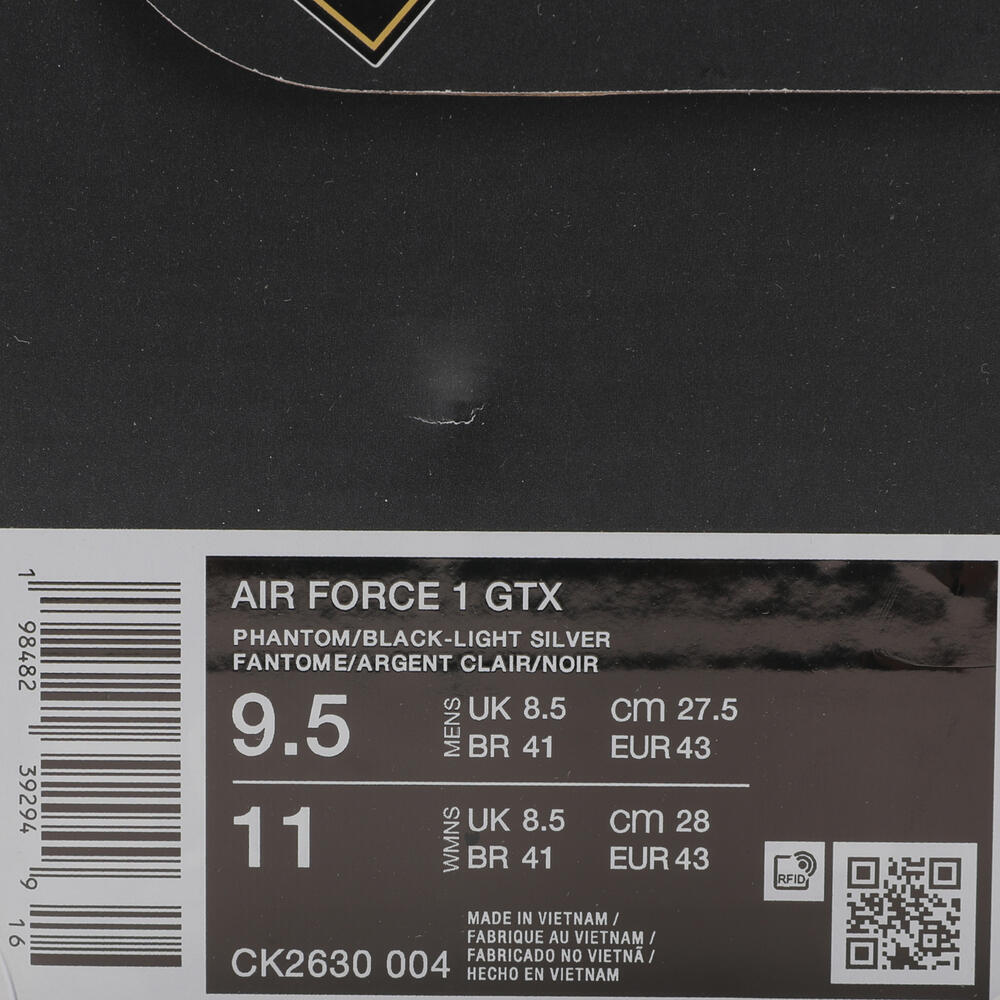 AIR FORCE 1 GTX
PHANTOM/BLACK-LIGHT SILVER
FANTOME/ARGENT CLAIR/NOIR
9.5
MENS
UK 8.5 cm 27.5
BR 41 EUR 43
11
WMNS
UK 8.5 cm 28
BR 41 EUR 43
RFID
MADE IN VIETNAM /
FABRIQUE AU VIETNAM /
FABRICADO NO VIETNÃ /
HECHO EN VIETNAM
CK2630 004
1 98482 39294 9 16